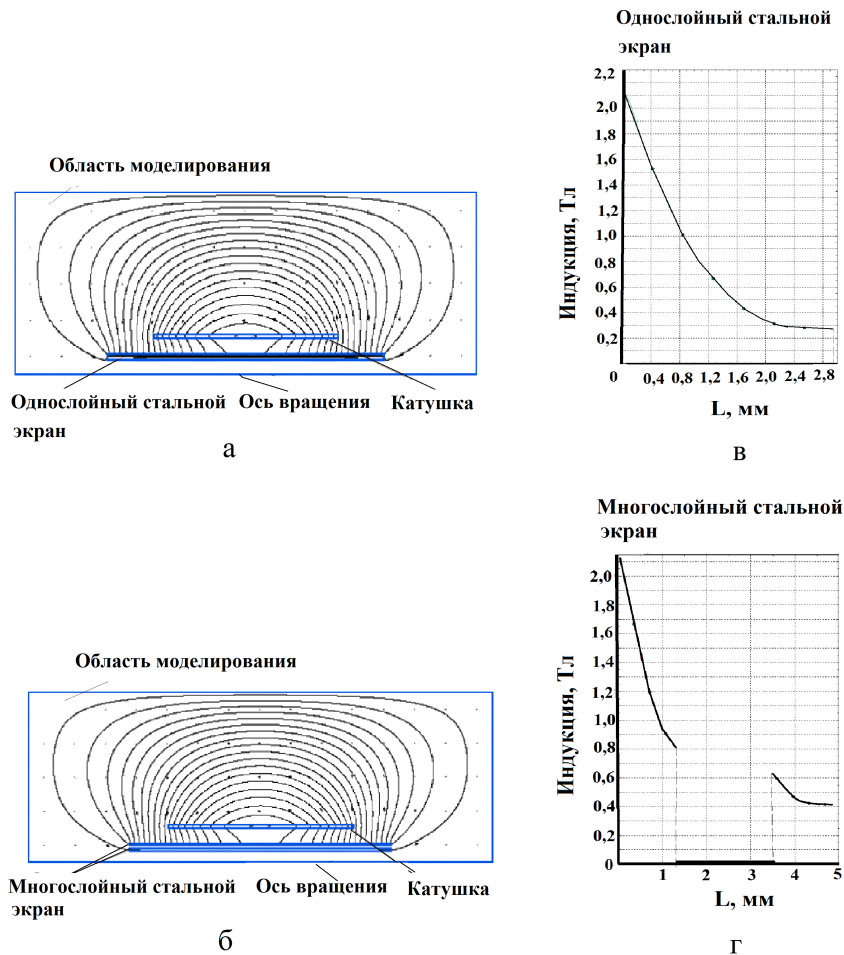 Область моделирования
Однослойный стальной
экран
Ось вращения
Катушка
а
Однослойный стальной
экран
Индукция, Тл
2,2
2,0
1,8
1,6
1,4
1,2
1,0
0,8
0,6
0,4
0,2
0
0,4 0,8 1,2 1,6 2,0 2,4 2,8
L, мм
в
Область моделирования
Многослойный стальной
экран
Ось вращения
Катушка
б
Многослойный стальной
экран
Индукция, Тл
2,0
1,8
1,6
1,4
1,2
1,0
0,8
0,6
0,4
0,2
0
1 2 3 4 5
L, мм
г